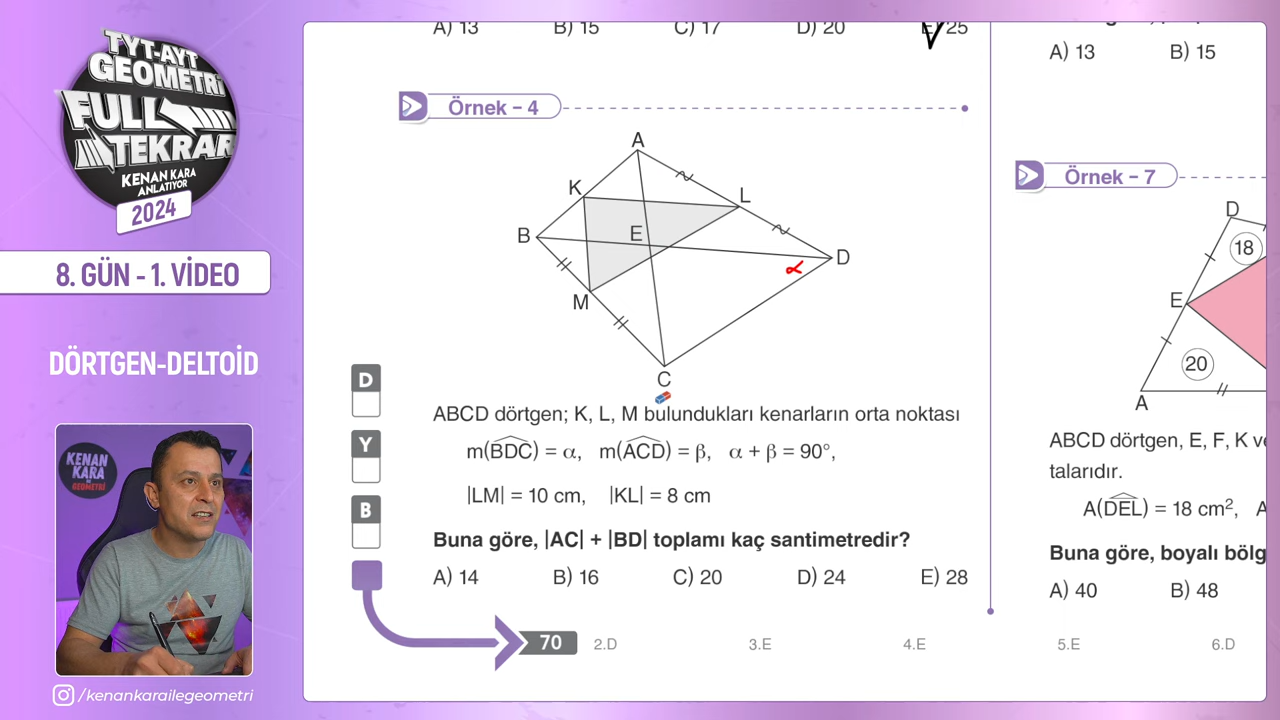 TYT-AYT
GEOMETRİ
FULL
TEKRAR
KENAN KARA
ANLATIYOR
2024
8. GÜN - 1. VİDEO
DÖRTGEN-DELTOİD
KENAN
KARA
ile
GEOMETRİ
/kenankarailegeometri
A) 13 B) 15 C) 17 D) 20 E) 25
Örnek – 4
A
K
L
B
E
D
α
M
C
D
Y
B
ABCD dörtgen; K, L, M bulundukları kenarların orta noktası
m(BDC) = α, m(ACD) = β, α + β = 90°,
|LM| = 10 cm, |KL| = 8 cm
Buna göre, |AC| + |BD| toplamı kaç santimetredir?
A) 14 B) 16 C) 20 D) 24 E) 28
70 2.D 3.E 4.E 5.E 6.D
A) 13 B) 15
Örnek – 7
D
18
E
20
A
ABCD dörtgen, E, F, K ve
talarıdır.
A(DEL) = 18 cm², A
Buna göre, boyalı bölg
A) 40 B) 48